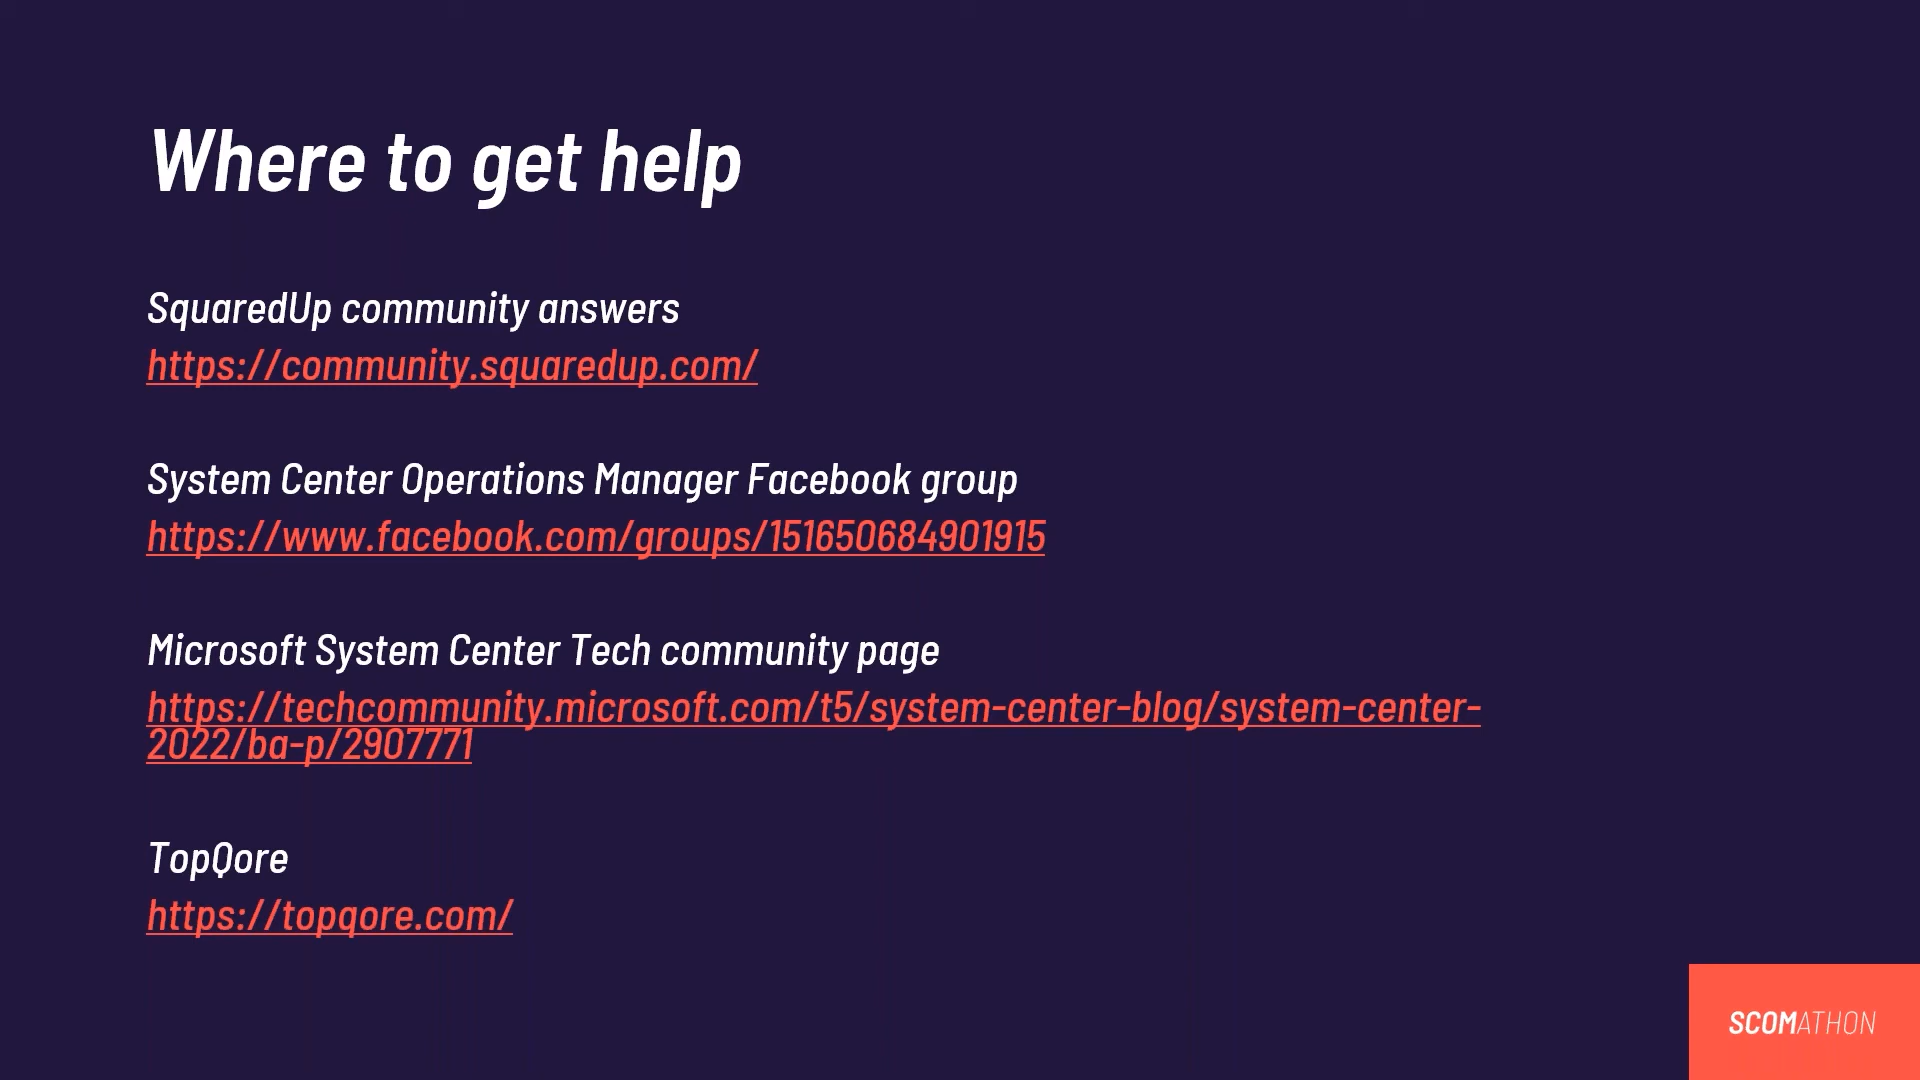 Where to get help
SquaredUp community answers
https://community.squaredup.com/
System Center Operations Manager Facebook group
https://www.facebook.com/groups/151650684901915
Microsoft System Center Tech community page
https://techcommunity.microsoft.com/t5/system-center-blog/system-center-
2022/ba-p/2907771
TopQore
https://topqore.com/
SCOMATHON